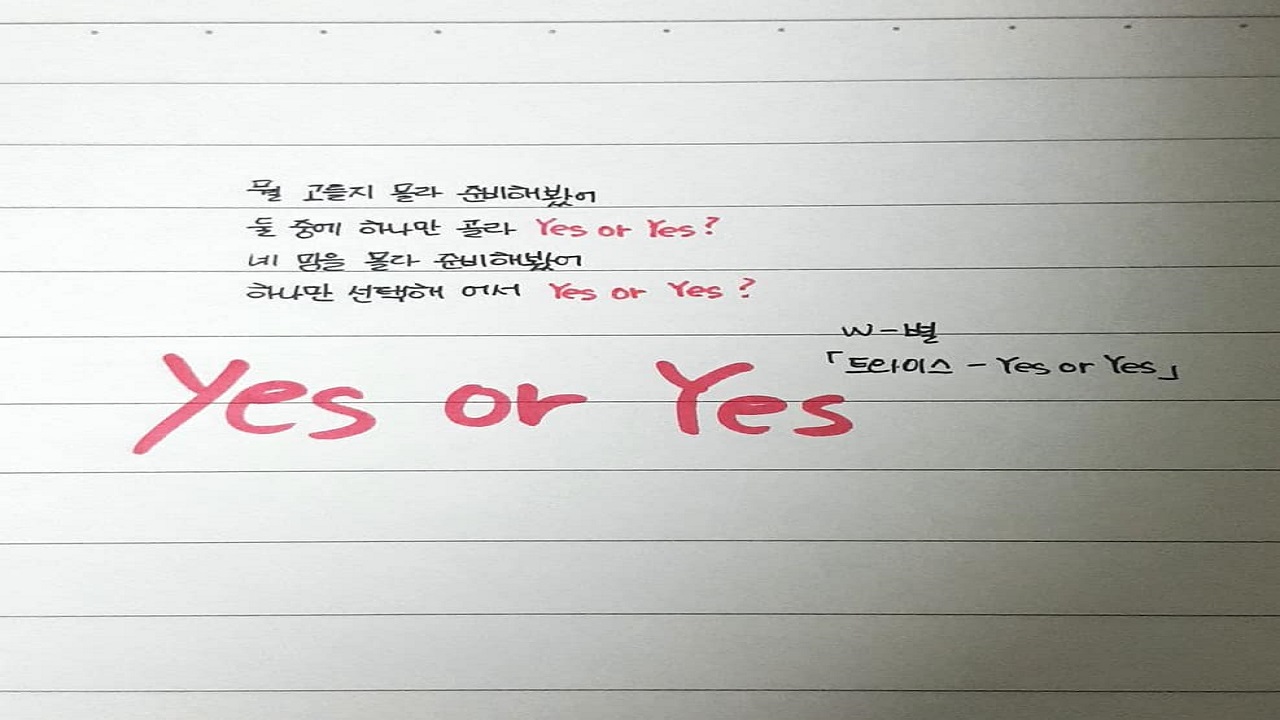 뭘 고를지 몰라 준비해봤어
둘 중에 하나만 골라 Yes or Yes?
네 맘을 몰라 준비해봤어
하나만 선택해 어서 Yes or Yes?
W-별
「트와이스 - Yes or Yes」
Yes or Yes